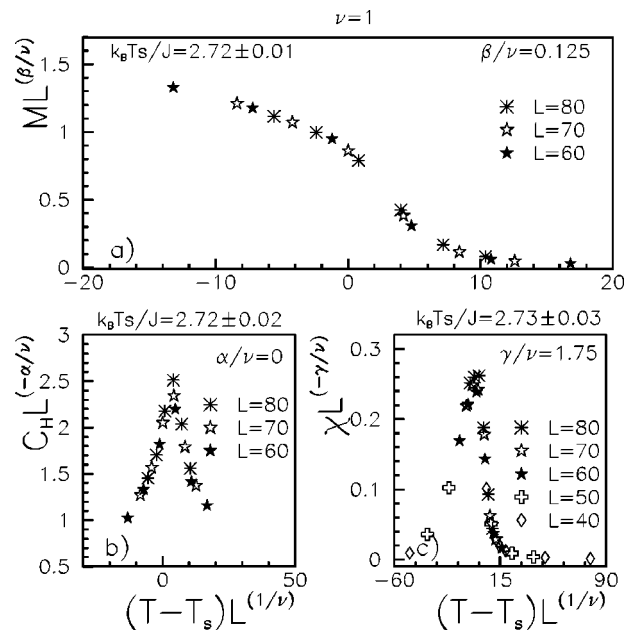 ν=1
k_BTs/J=2.72±0.01
β/ν=0.125
ML^(β/ν)
1.5
1
0.5
0
L=80
L=70
L=60
a)
−20
−10
0
10
20
k_BTs/J=2.72±0.02
α/ν=0
C_HL^(−α/ν)
3
2.5
2
1.5
1
0.5
L=80
L=70
L=60
b)
0
50
(T−T_s)L^(1/ν)
k_BTs/J=2.73±0.03
γ/ν=1.75
χL^(−γ/ν)
0.3
0.2
0.1
0
L=80
L=70
L=60
L=50
L=40
c)
−60
15
90
(T−T_s)L^(1/ν)